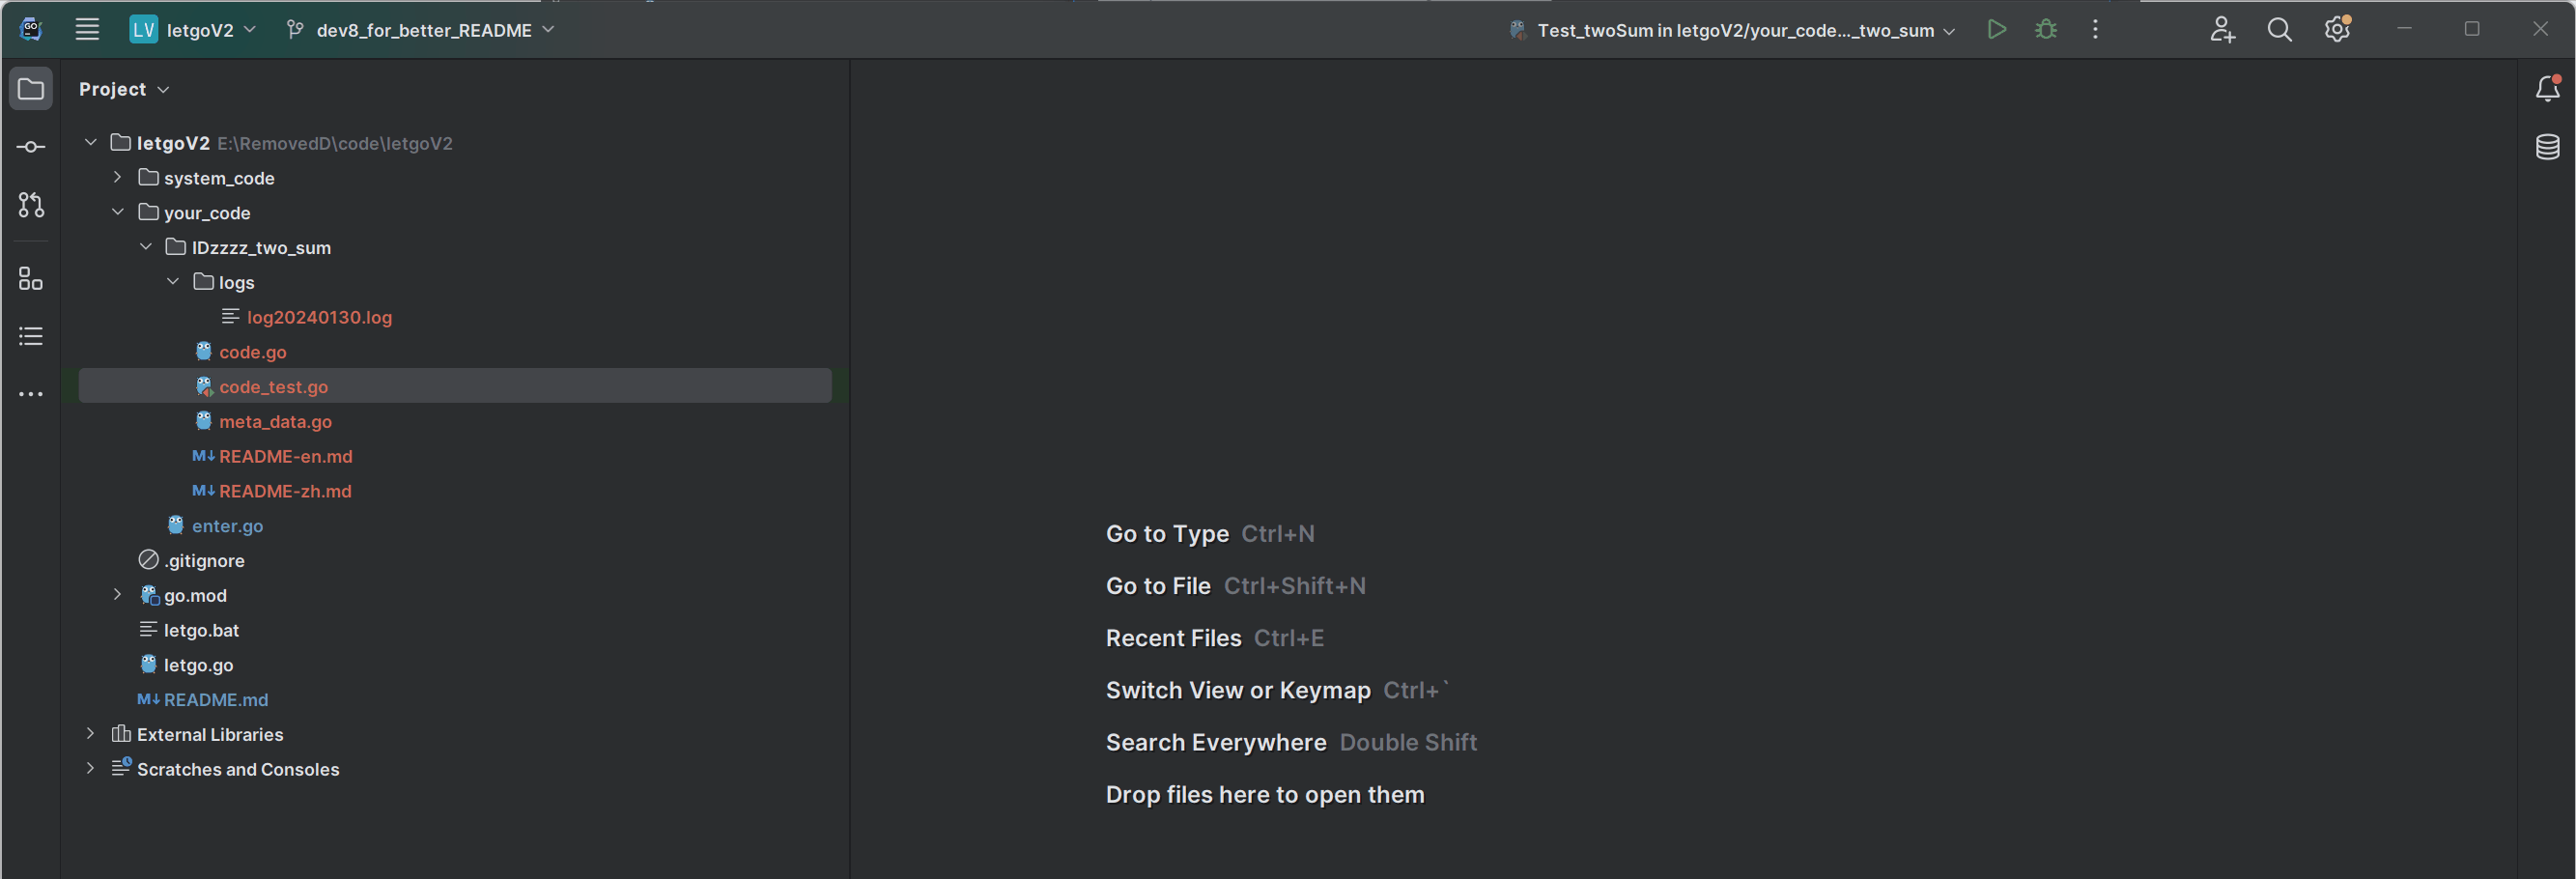 GO LV letgoV2 dev8_for_better_README Test_twoSum in letgoV2/your_code..._two_sum
Project
letgoV2 E:\RemovedD\code\letgoV2
system_code
your_code
IDzzzz_two_sum
logs
log20240130.log
code.go
code_test.go
meta_data.go
M↓ README-en.md
M↓ README-zh.md
enter.go
.gitignore
go.mod
letgo.bat
letgo.go
M↓ README.md
External Libraries
Scratches and Consoles
Go to Type Ctrl+N
Go to File Ctrl+Shift+N
Recent Files Ctrl+E
Switch View or Keymap Ctrl+`
Search Everywhere Double Shift
Drop files here to open them